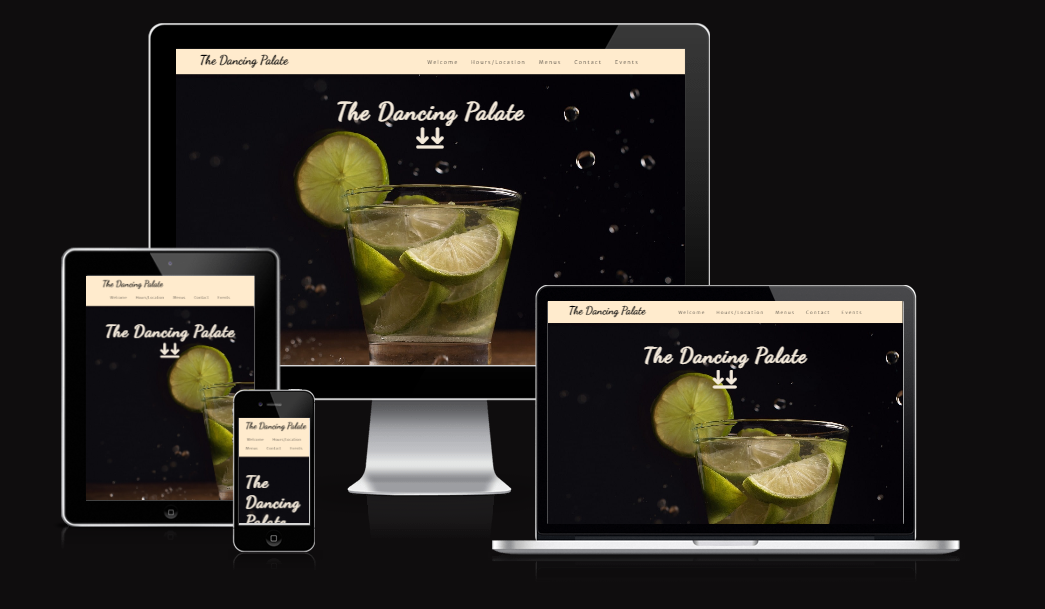 The Dancing Palate
Welcome Hours/Location Menus Contact Events
The Dancing Palate
The Dancing Palate
Welcome Hours/Location Menus Contact Events
The Dancing Palate
The Dancing Palate
Welcome Hours/Location
Menus Contact Events
The
Dancing
Palate
The Dancing Palate
Welcome Hours/Location Menus Contact Events
The Dancing Palate